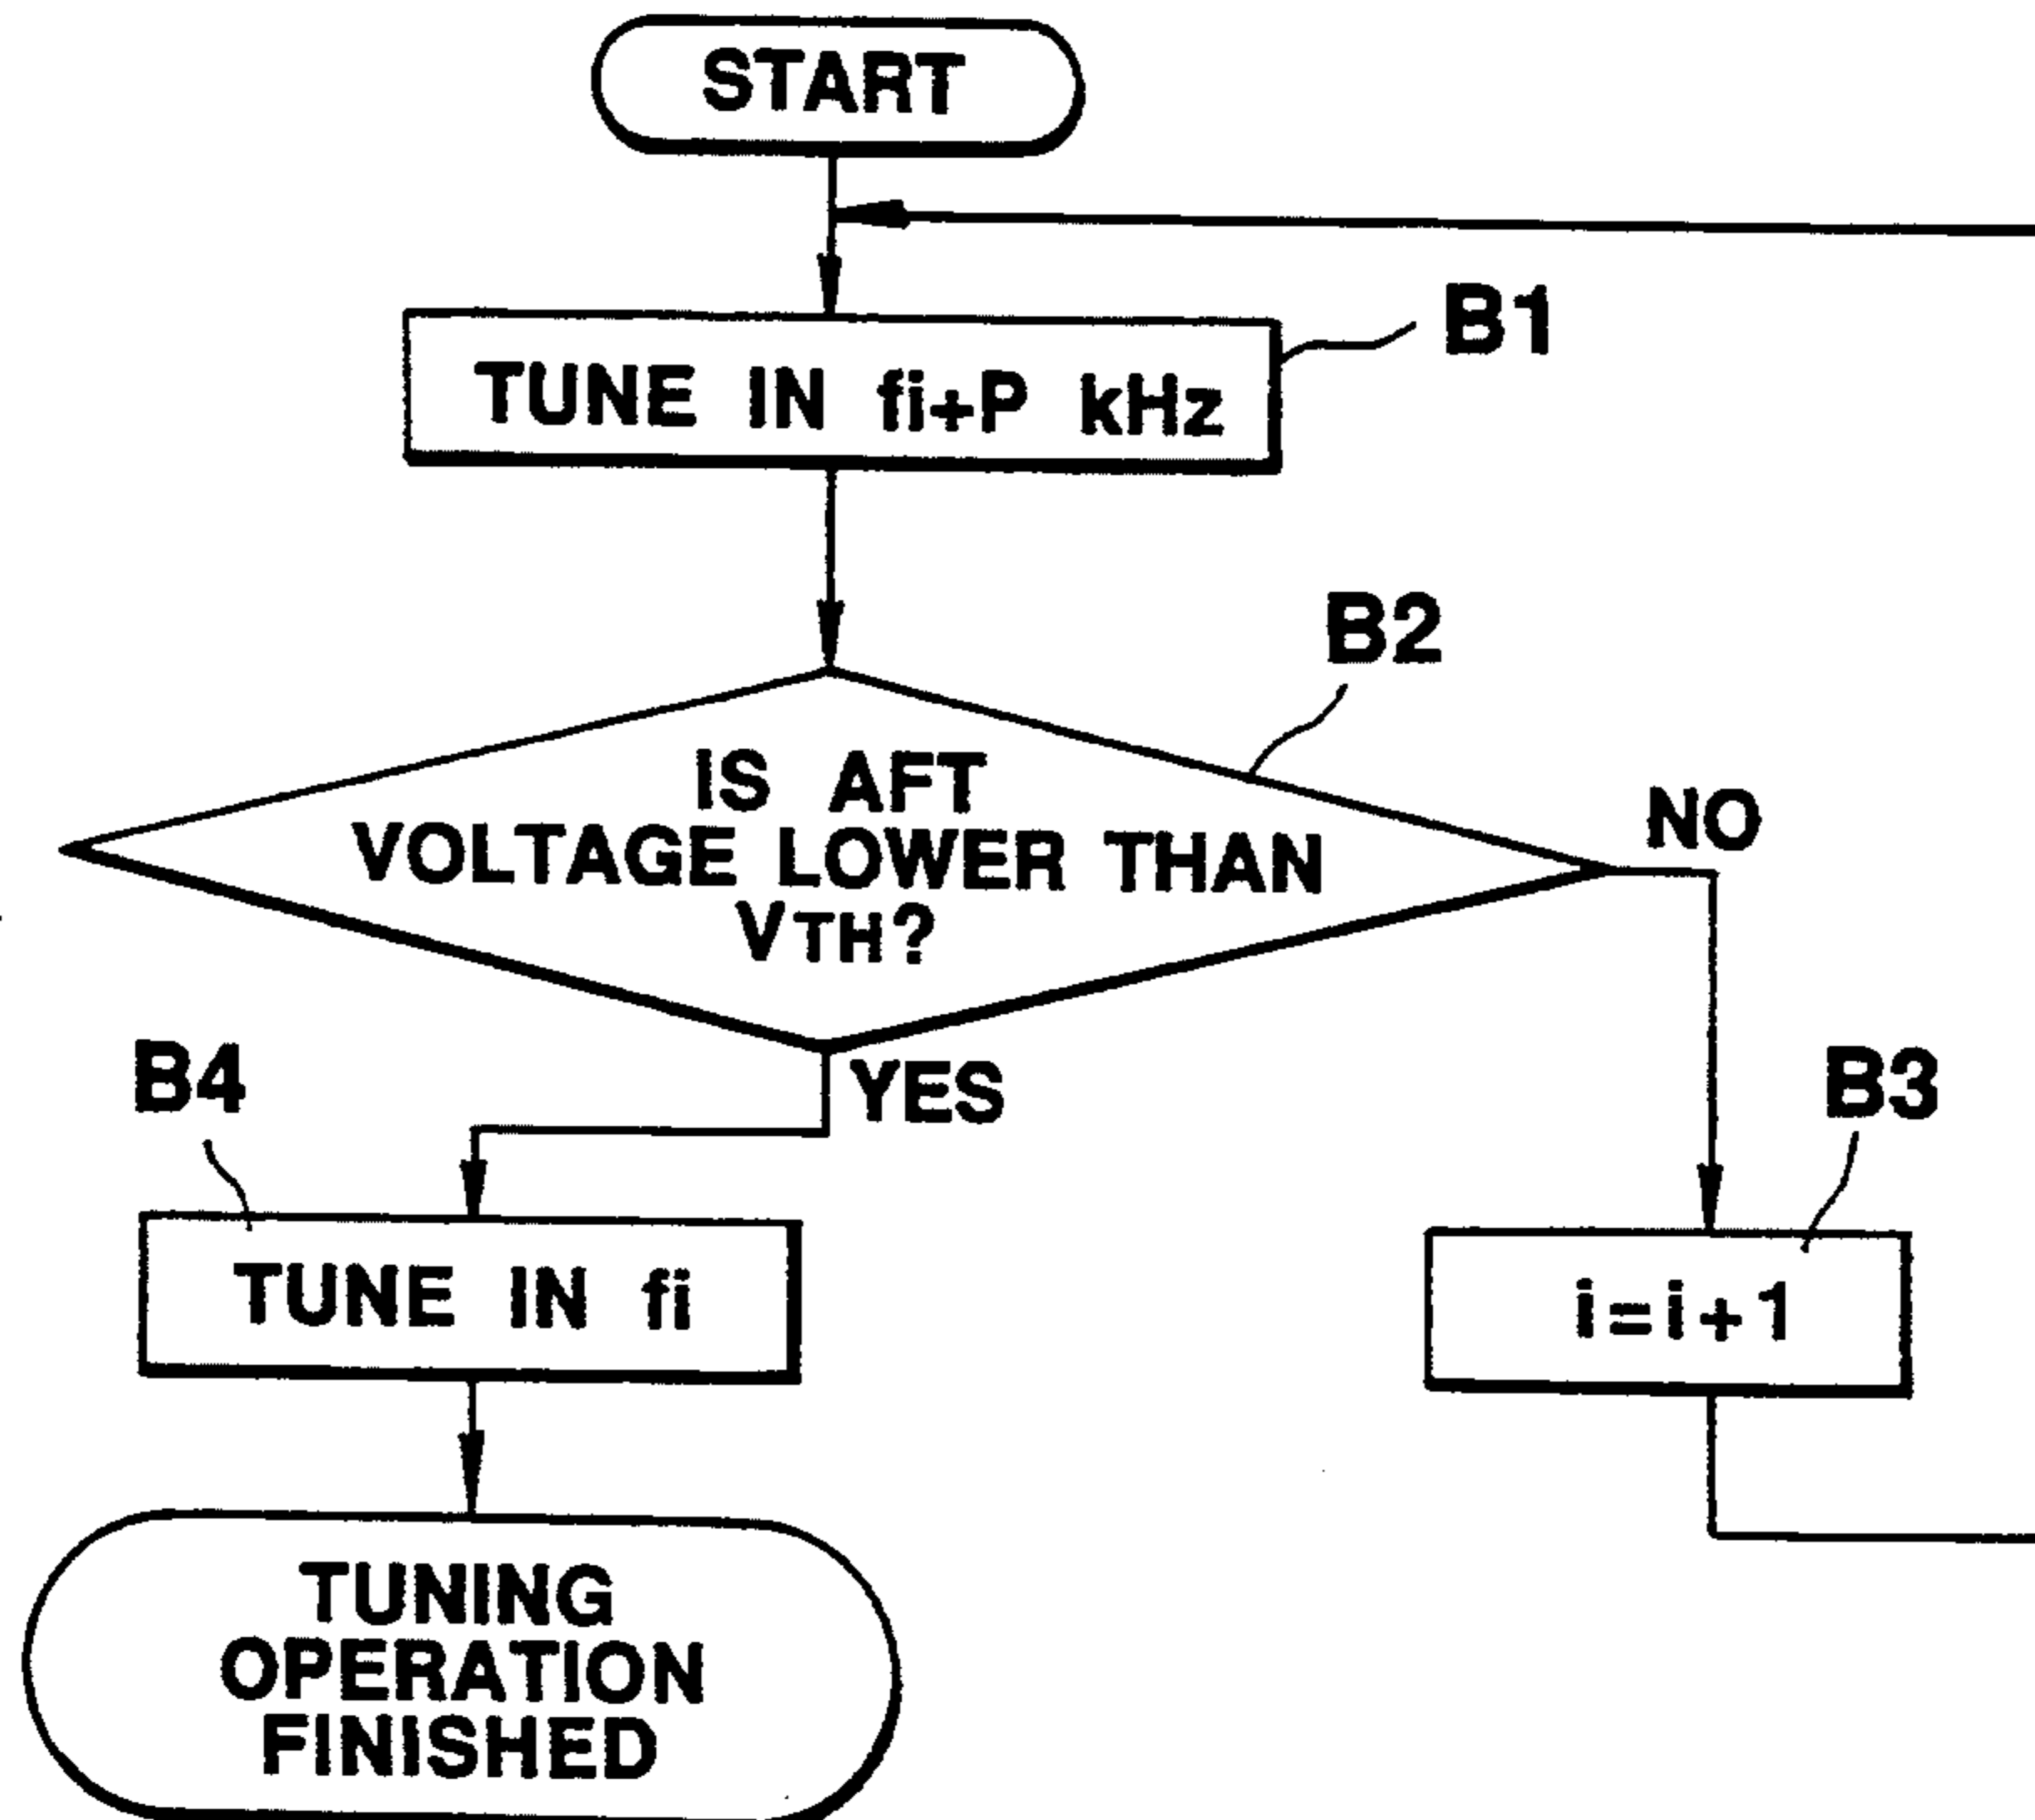 START
B1
TUNE IN fi+P kHz
B2
IS AFT
VOLTAGE LOWER THAN
VTH?
NO
YES
B4
B3
TUNE IN fi
i=i+1
TUNING
OPERATION
FINISHED